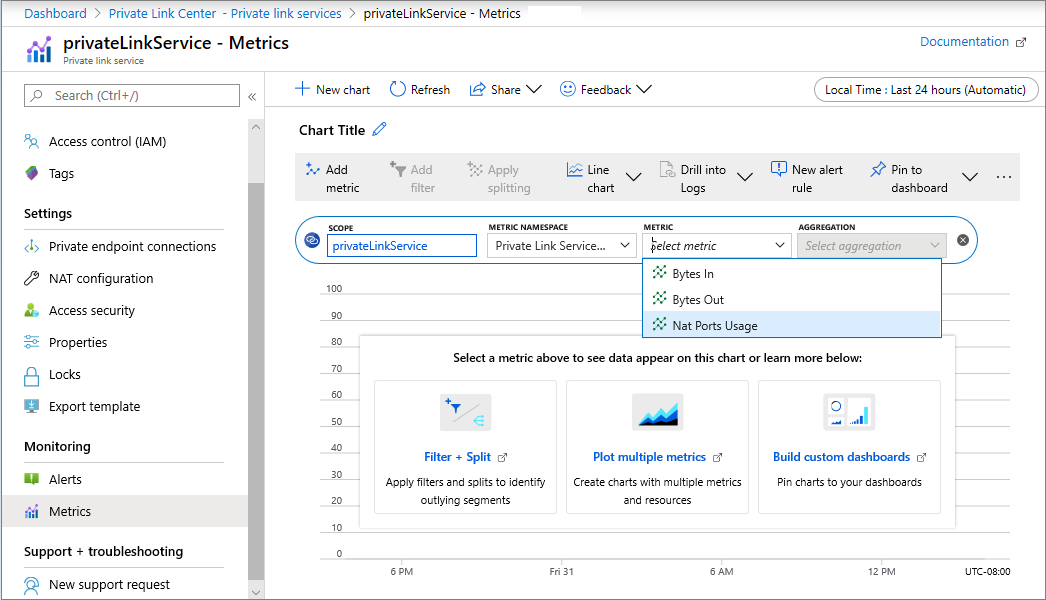 Dashboard > Private Link Center - Private link services > privateLinkService - Metrics
privateLinkService - Metrics
Private link service
Documentation
Search (Ctrl+/)
«
Access control (IAM)
Tags
Settings
Private endpoint connections
NAT configuration
Access security
Properties
Locks
Export template
Monitoring
Alerts
Metrics
Support + troubleshooting
New support request
New chart
Refresh
Share
Feedback
Local Time : Last 24 hours (Automatic)
Chart Title
Add
metric
Add
filter
Apply
splitting
Line
chart
Drill into
Logs
New alert
rule
Pin to
dashboard
...
SCOPE
privateLinkService
METRIC NAMESPACE
Private Link Service...
METRIC
Select metric
AGGREGATION
Select aggregation
Bytes In
Bytes Out
Nat Ports Usage
100
90
80
70
60
50
40
30
20
10
0
Select a metric above to see data appear on this chart or learn more below:
Filter + Split
Apply filters and splits to identify
outlying segments
Plot multiple metrics
Create charts with multiple metrics
and resources
Build custom dashboards
Pin charts to your dashboards
6 PM
Fri 31
6 AM
12 PM
UTC-08:00